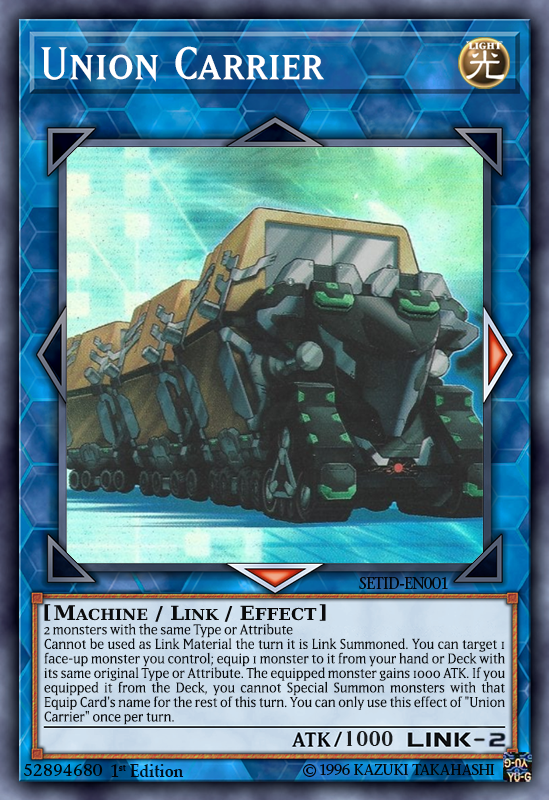 UNION CARRIER
LIGHT
光
SETID-EN001
[MACHINE / LINK / EFFECT]
2 monsters with the same Type or Attribute
Cannot be used as Link Material the turn it is Link Summoned. You can target 1
face-up monster you control; equip 1 monster to it from your hand or Deck with
its same original Type or Attribute. The equipped monster gains 1000 ATK. If you
equipped it from the Deck, you cannot Special Summon monsters with that
Equip Card's name for the rest of this turn. You can only use this effect of "Union
Carrier" once per turn.
ATK/1000 LINK-2
52894680 1st Edition © 1996 KAZUKI TAKAHASHI